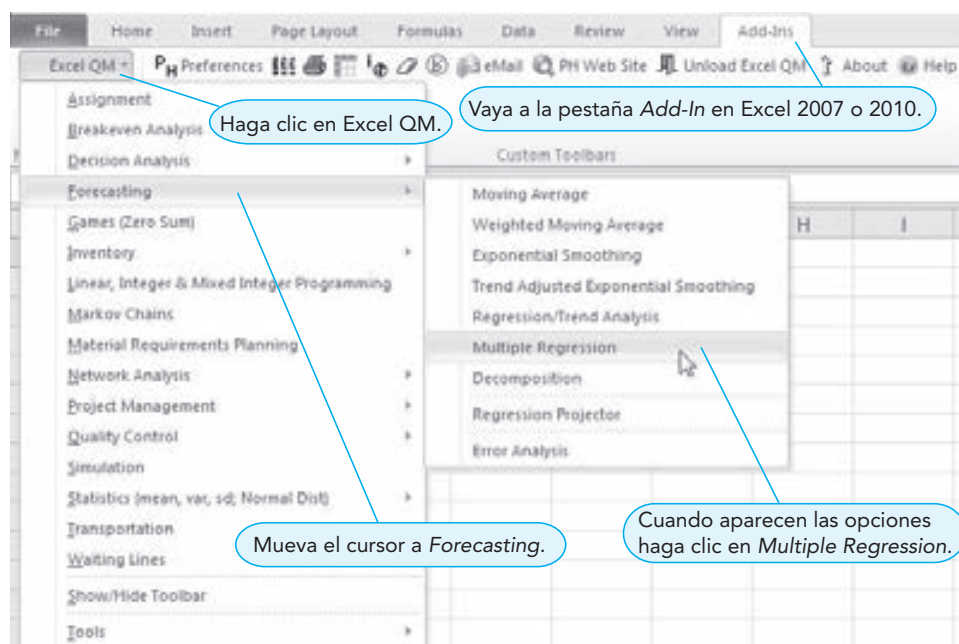 File Home Insert Page Layout Formulas Data Review View Add-Ins
Excel QM PH Preferences eMail PH Web Site Unload Excel QM About Help
Vaya a la pestaña Add-In en Excel 2007 o 2010.
Haga clic en Excel QM.
Custom Toolbars
Assignment
Breakeven Analysis
Decision Analysis
Forecasting
Games (Zero Sum)
Inventory
Linear, Integer & Mixed Integer Programming
Markov Chains
Material Requirements Planning
Network Analysis
Project Management
Quality Control
Simulation
Statistics (mean, var, sd; Normal Dist)
Transportation
Waiting Lines
Show/Hide Toolbar
Tools
Moving Average
Weighted Moving Average
Exponential Smoothing
Trend Adjusted Exponential Smoothing
Regression/Trend Analysis
Multiple Regression
Decomposition
Regression Projector
Error Analysis
H I
Mueva el cursor a Forecasting.
Cuando aparecen las opciones
haga clic en Multiple Regression.